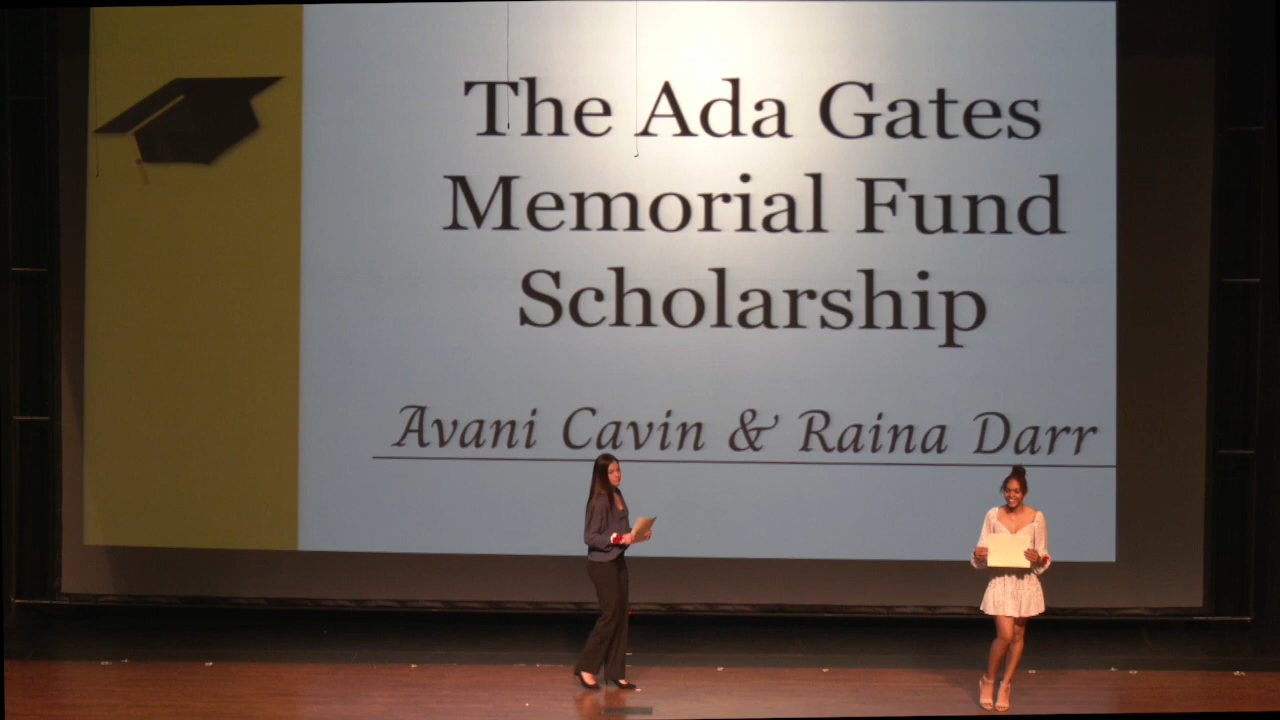 The Ada Gates
Memorial Fund
Scholarship
Avani Cavin & Raina Darr